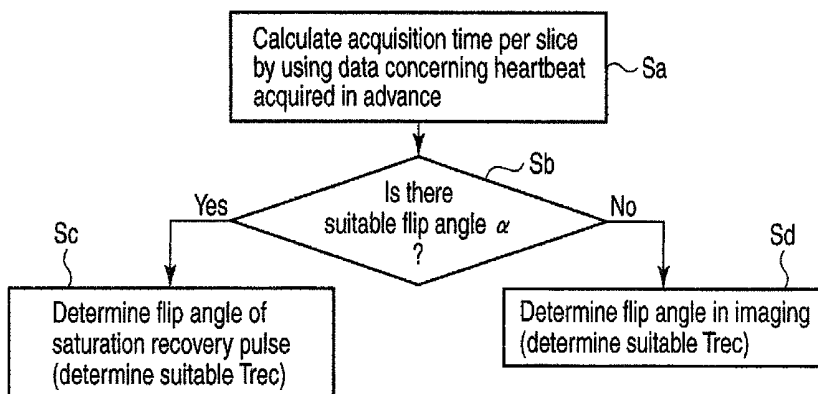 Calculate acquisition time per slice
by using data concerning heartbeat
acquired in advance
Sa
Sb
Is there
suitable flip angle α
?
Yes
No
Sc
Determine flip angle of
saturation recovery pulse
(determine suitable Trec)
Sd
Determine flip angle in imaging
(determine suitable Trec)